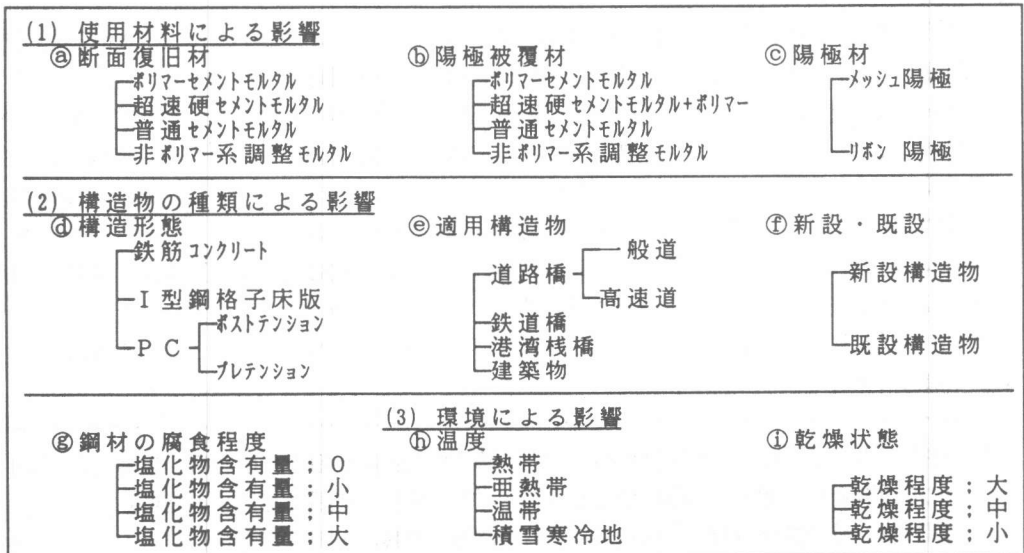 (1) 使用材料による影響
ⓐ断面復旧材
ポリマーセメントモルタル
超速硬セメントモルタル
普通セメントモルタル
非ポリマー系調整モルタル
ⓑ陽極被覆材
ポリマーセメントモルタル
超速硬セメントモルタル+ポリマー
普通セメントモルタル
非ポリマー系調整モルタル
ⓒ陽極材
メッシュ陽極
リボン 陽極
(2) 構造物の種類による影響
ⓓ構造形態
鉄筋コンクリート
I型鋼格子床版
PC
ポストテンション
プレテンション
ⓔ適用構造物
道路橋
一般道
高速道
鉄道橋
港湾桟橋
建築物
ⓕ新設・既設
新設構造物
既設構造物
(3) 環境による影響
ⓖ鋼材の腐食程度
塩化物含有量;0
塩化物含有量;小
塩化物含有量;中
塩化物含有量;大
ⓗ温度
熱帯
亜熱帯
温帯
積雪寒冷地
ⓘ乾燥状態
乾燥程度;大
乾燥程度;中
乾燥程度;小